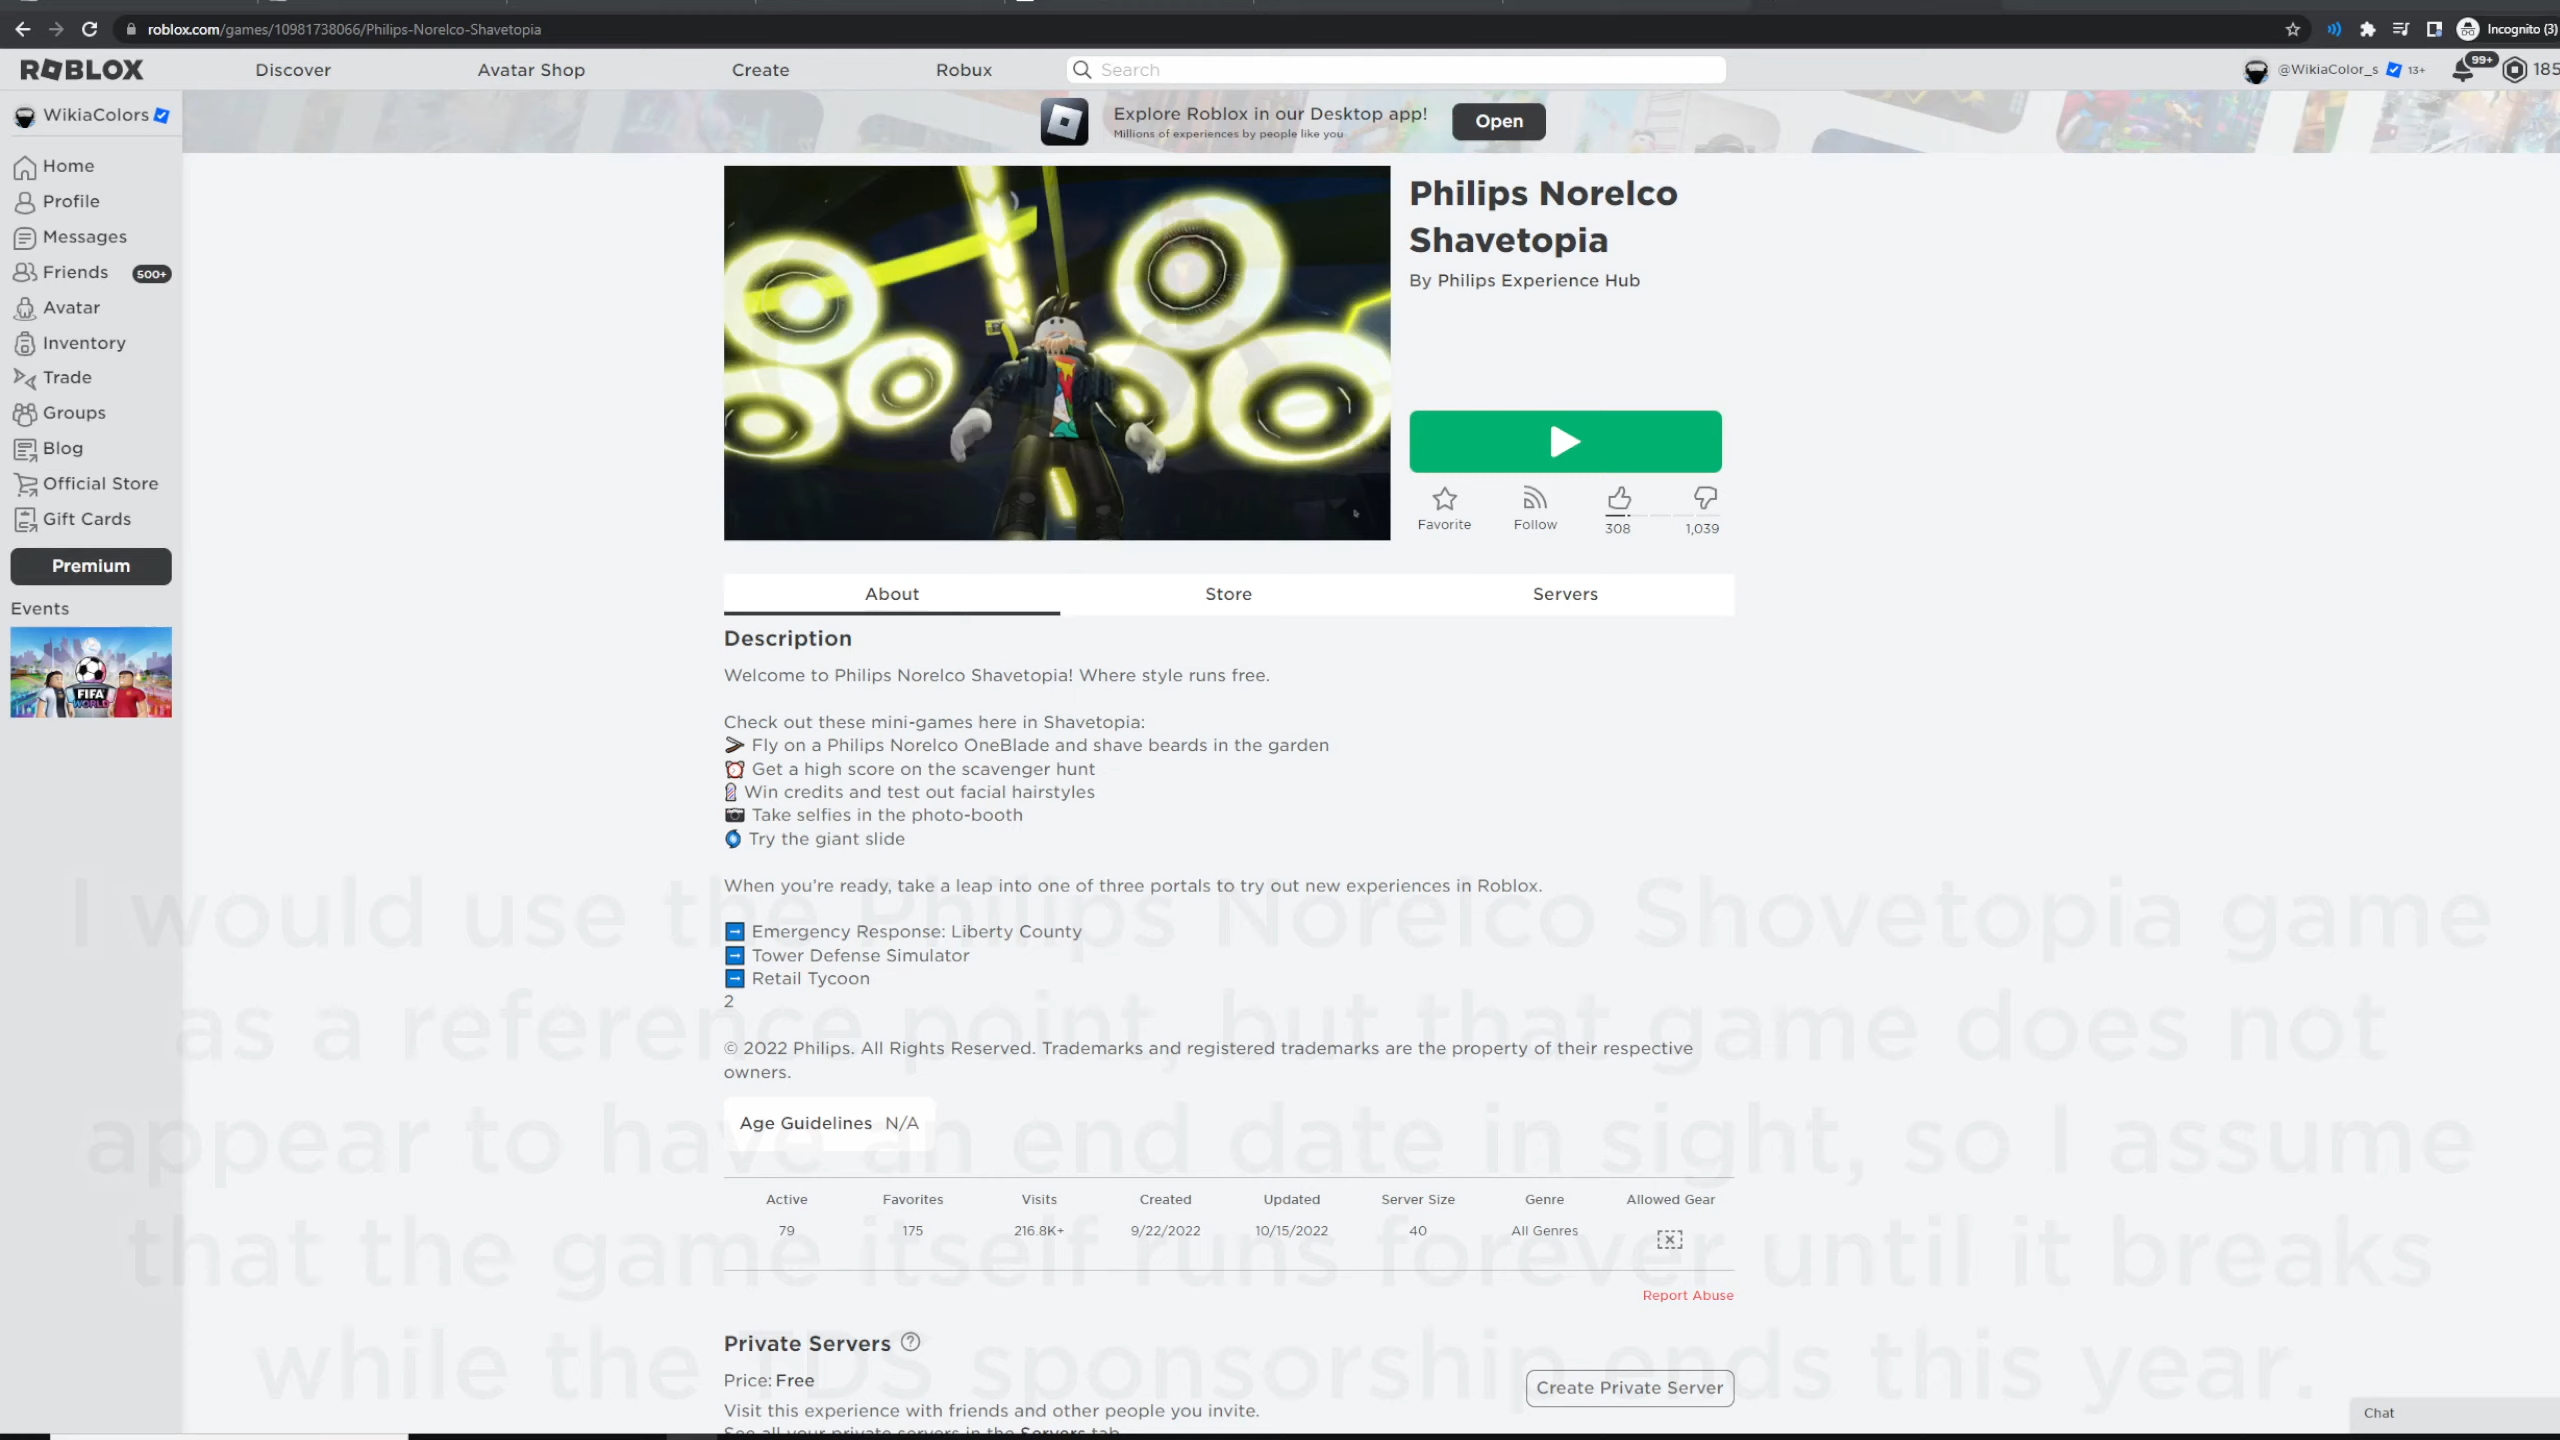 roblox.com/games/10981738066/Philips-Norelco-Shavetopia
Incognito (3)
ROBLOX
Discover
Avatar Shop
Create
Robux
Search
@WikiaColor_s
13+
99+
185
WikiaColors
Explore Roblox in our Desktop app!
Millions of experiences by people like you
Open
Home
Profile
Messages
Friends 500+
Avatar
Inventory
Trade
Groups
Blog
Official Store
Gift Cards
Premium
Events
FIFA
WORLD
Philips Norelco
Shavetopia
By Philips Experience Hub
Favorite
Follow
308
1,039
About
Store
Servers
Description
Welcome to Philips Norelco Shavetopia! Where style runs free.
Check out these mini-games here in Shavetopia:
Fly on a Philips Norelco OneBlade and shave beards in the garden
Get a high score on the scavenger hunt
Win credits and test out facial hairstyles
Take selfies in the photo-booth
Try the giant slide
When you're ready, take a leap into one of three portals to try out new experiences in Roblox.
Emergency Response: Liberty County
Tower Defense Simulator
Retail Tycoon
2
© 2022 Philips. All Rights Reserved. Trademarks and registered trademarks are the property of their respective
owners.
Age Guidelines N/A
Active Favorites Visits Created Updated Server Size Genre Allowed Gear
79 175 216.8K+ 9/22/2022 10/15/2022 40 All Genres
Report Abuse
Private Servers
Price: Free
Create Private Server
Visit this experience with friends and other people you invite.
See all your private servers in the Servers tab.
Chat
I would use the Philips Norelco Shovetopia game
as a reference point, but that game does not
appear to have an end date in sight, so I assume
that the game itself runs forever until it breaks
while the TDS sponsorship ends this year.